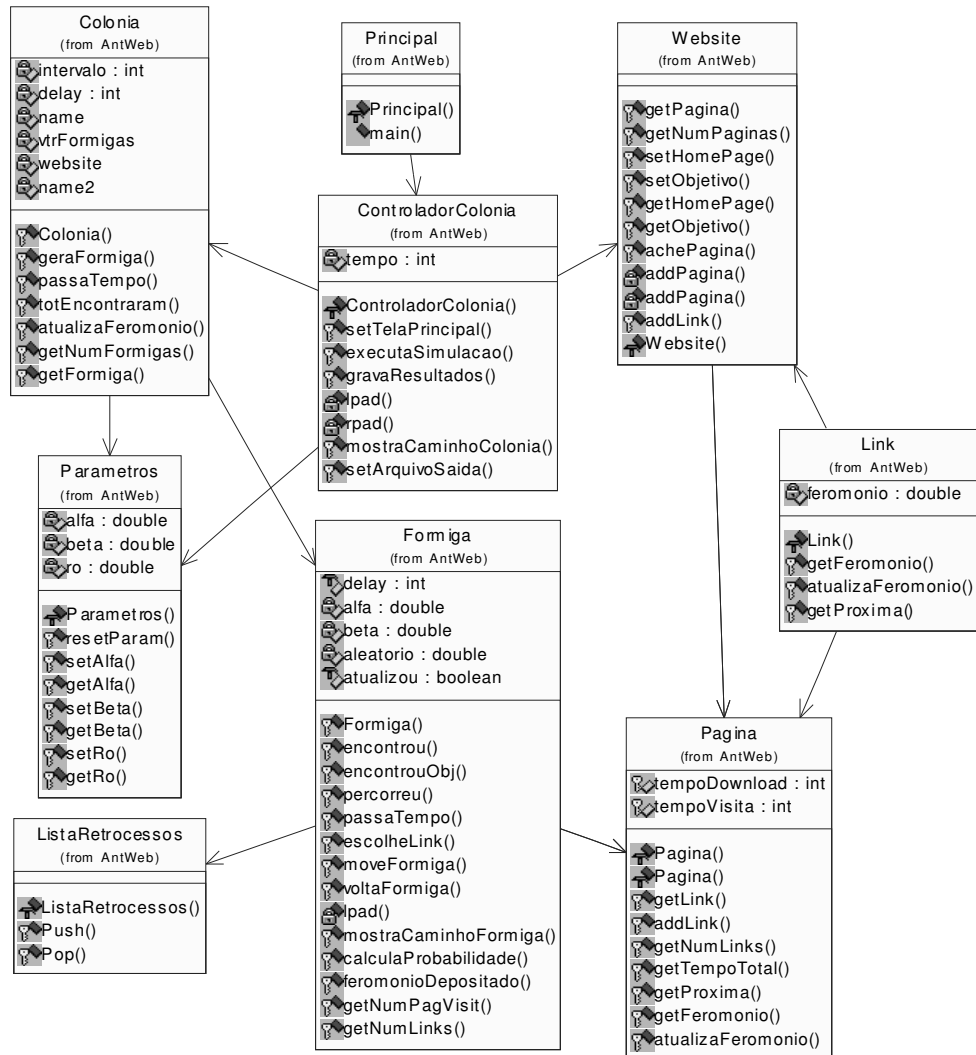 Colonia
(from AntWeb)
intervalo : int
delay : int
name
vtrFormigas
website
name2
Colonia()
geraFormiga()
passaTempo()
totEncontraram()
atualizaFeromonio()
getNumFormigas()
getFormiga()
Principal
(from AntWeb)
Principal()
main()
Website
(from AntWeb)
getPagina()
getNumPaginas()
setHomePage()
setObjetivo()
getHomePage()
getObjetivo()
achePagina()
addPagina()
addPagina()
addLink()
Website()
ControladorColonia
(from AntWeb)
tempo : int
ControladorColonia()
setTelaPrincipal()
executaSimulacao()
gravaResultados()
lpad()
rpad()
mostraCaminhoColonia()
setArquivoSaida()
Link
(from AntWeb)
feromonio : double
Link()
getFeromonio()
atualizaFeromonio()
getProxima()
Parametros
(from AntWeb)
alfa : double
beta : double
ro : double
Parametros()
resetParam()
setAlfa()
getAlfa()
setBeta()
getBeta()
setRo()
getRo()
Formiga
(from AntWeb)
delay : int
alfa : double
beta : double
aleatorio : double
atualizou : boolean
Formiga()
encontrou()
encontrouObj()
percorreu()
passaTempo()
escolheLink()
moveFormiga()
voltaFormiga()
lpad()
mostraCaminhoFormiga()
calculaProbabilidade()
feromonioDepositado()
getNumPagVisit()
getNumLinks()
Pagina
(from AntWeb)
tempoDownload : int
tempoVisita : int
Pagina()
Pagina()
getLink()
addLink()
getNumLinks()
getTempoTotal()
getProxima()
getFeromonio()
atualizaFeromonio()
ListaRetrocessos
(from AntWeb)
ListaRetrocessos()
Push()
Pop()